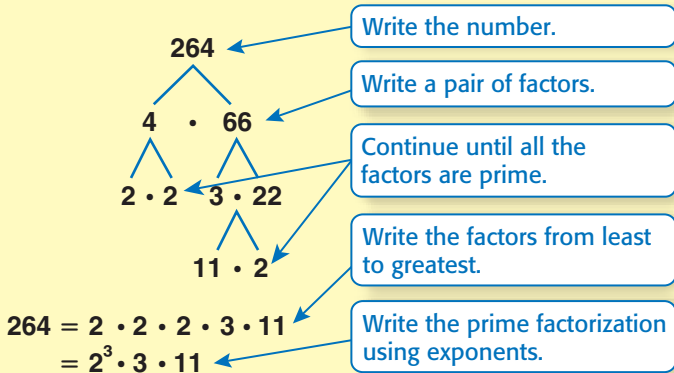 264
Write the number.
Write a pair of factors.
4 • 66
Continue until all the
factors are prime.
2 • 2 3 • 22
11 • 2
Write the factors from least
to greatest.
264 = 2 • 2 • 2 • 3 • 11
= 2³ • 3 • 11
Write the prime factorization
using exponents.